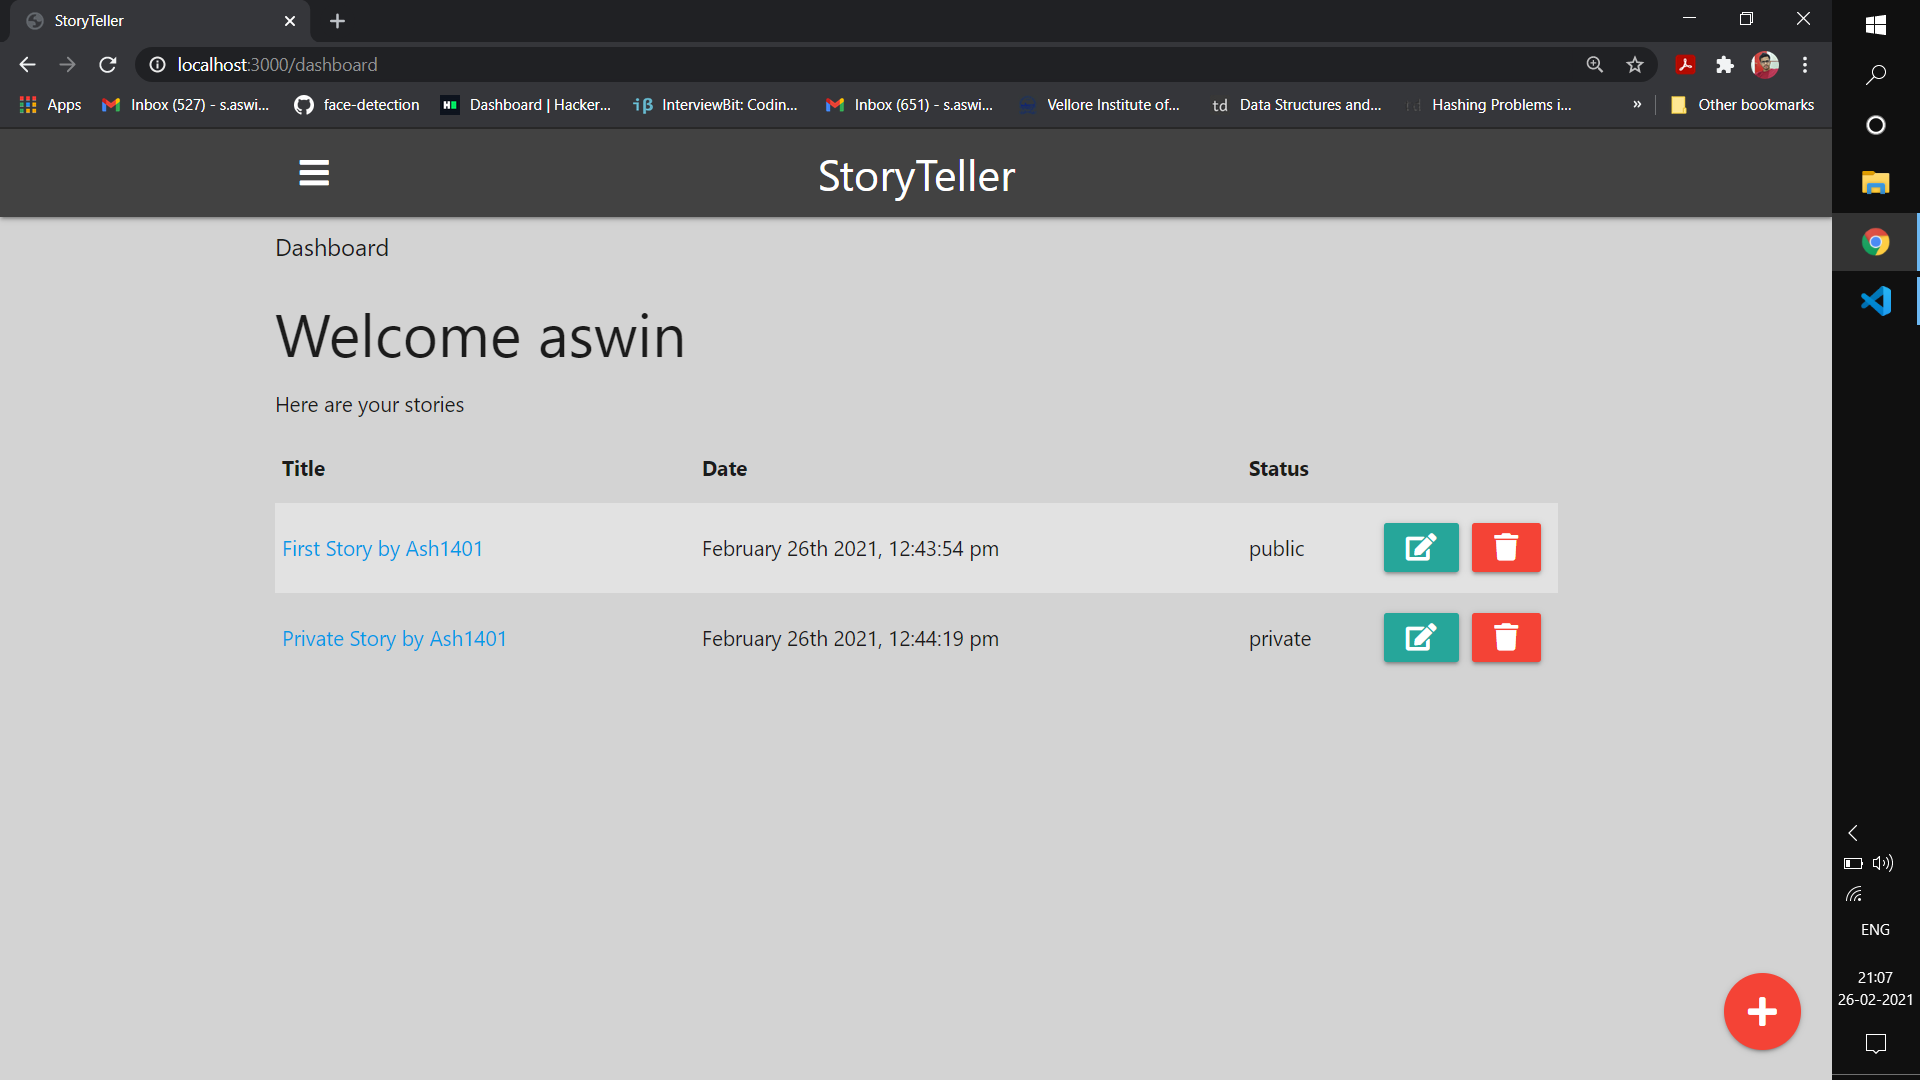 StoryTeller
localhost:3000/dashboard
Apps Inbox (527) - s.aswi... face-detection Dashboard | Hacker... InterviewBit: Codin... Inbox (651) - s.aswi... Vellore Institute of... td Data Structures and... Hashing Problems i... » Other bookmarks
StoryTeller
Dashboard
Welcome aswin
Here are your stories
Title Date Status
First Story by Ash1401 February 26th 2021, 12:43:54 pm public
Private Story by Ash1401 February 26th 2021, 12:44:19 pm private
ENG
21:07
26-02-2021